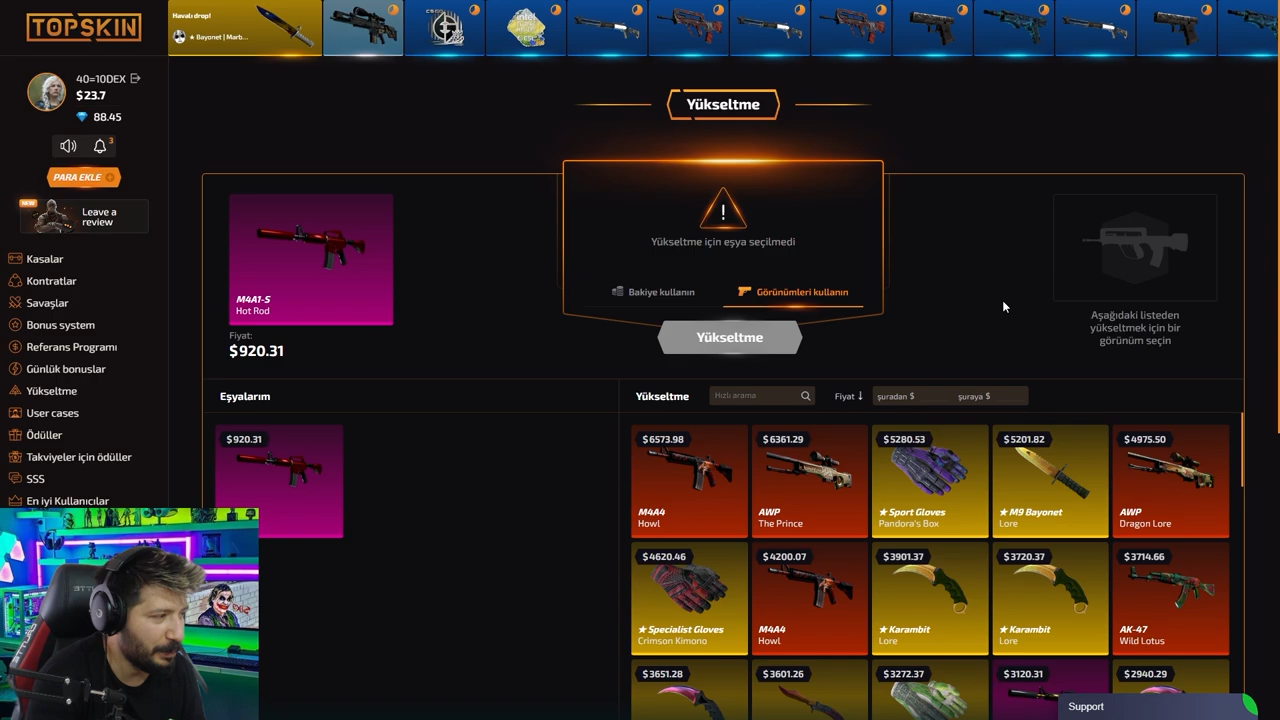 TOPSKIN
Havalı drop!
★ Bayonet | Marb...
40=10DEX
$23.7
88.45
3
PARA EKLE
NEW
Leave a
review
Kasalar
Kontratlar
Savaşlar
Bonus system
Referans Programı
Günlük bonuslar
Yükseltme
User cases
Ödüller
Takviyeler için ödüller
SSS
En iyi Kullanıcılar
Yükseltme
M4A1-S
Hot Rod
Fiyat:
$920.31
!
Yükseltme için eşya seçilmedi
Bakiye kullanın
Görünümleri kullanın
Yükseltme
Aşağıdaki listeden
yükseltmek için bir
görünüm seçin
Eşyalarım
$920.31
Yükseltme
Hızlı arama
Fiyat
şuradan $
şuraya $
$6573.98
M4A4
Howl
$6361.29
AWP
The Prince
$5280.53
★ Sport Gloves
Pandora's Box
$5201.82
★ M9 Bayonet
Lore
$4975.50
AWP
Dragon Lore
$4620.46
★ Specialist Gloves
Crimson Kimono
$4200.07
M4A4
Howl
$3901.37
★ Karambit
Lore
$3720.37
★ Karambit
Lore
$3714.66
AK-47
Wild Lotus
$3651.28
$3601.26
$3272.37
$3120.31
$2940.29
Support